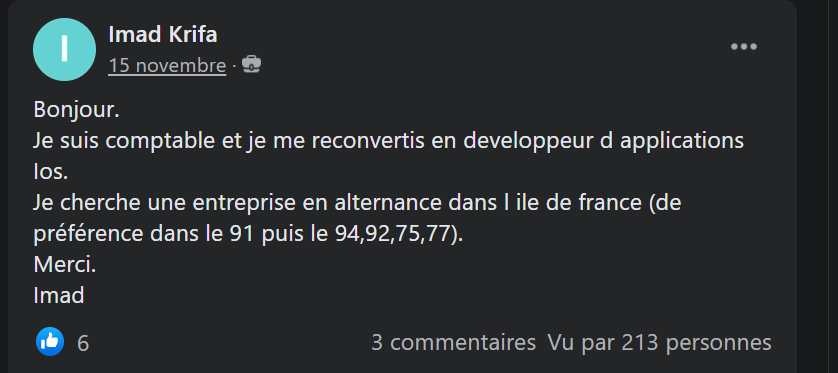 I
Imad Krifa
15 novembre ·
Bonjour.
Je suis comptable et je me reconvertis en developpeur d applications
Ios.
Je cherche une entreprise en alternance dans l ile de france (de
préférence dans le 91 puis le 94,92,75,77).
Merci.
Imad
6
3 commentaires Vu par 213 personnes